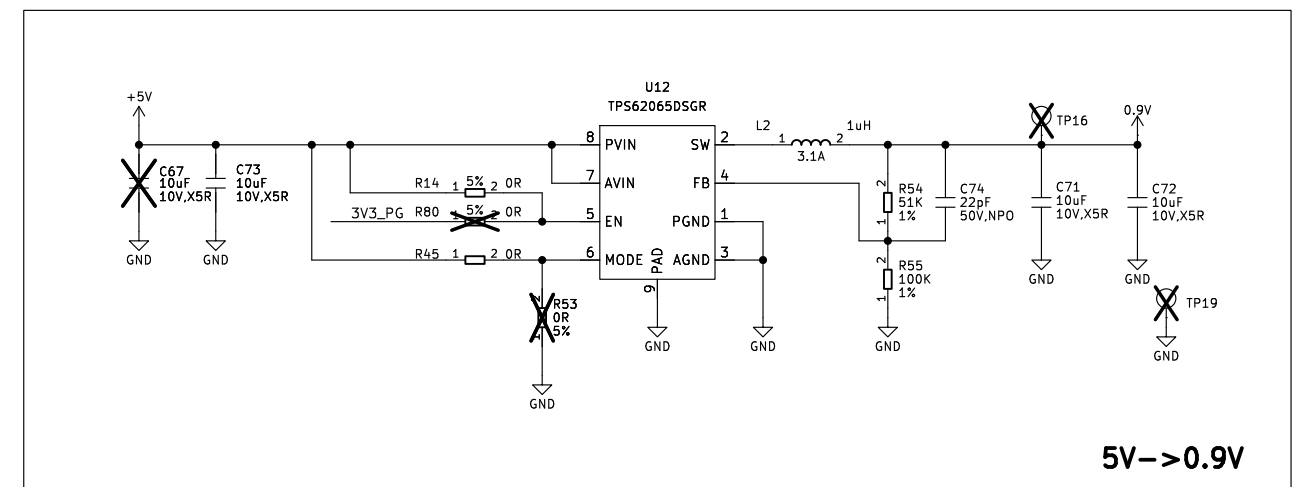 U12
TPS62065DSGR
+5V
C67
10uF
10V,X5R
C73
10uF
10V,X5R
GND
GND
R14 1 5% 2 0R
3V3_PG R80 5% 2 0R
R45 1 2 0R
2
R53
0R
5%
1
GND
8 PVIN
7 AVIN
5 EN
6 MODE
PAD
9
GND
SW 2
FB 4
PGND 1
AGND 3
GND
L2 1uH
1 2
3.1A
2
R54
51K
1%
1
C74
22pF
50V,NPO
2
R55
100K
1%
1
GND
TP16
C71
10uF
10V,X5R
GND
0.9V
C72
10uF
10V,X5R
GND
TP19
GND
5V->0.9V